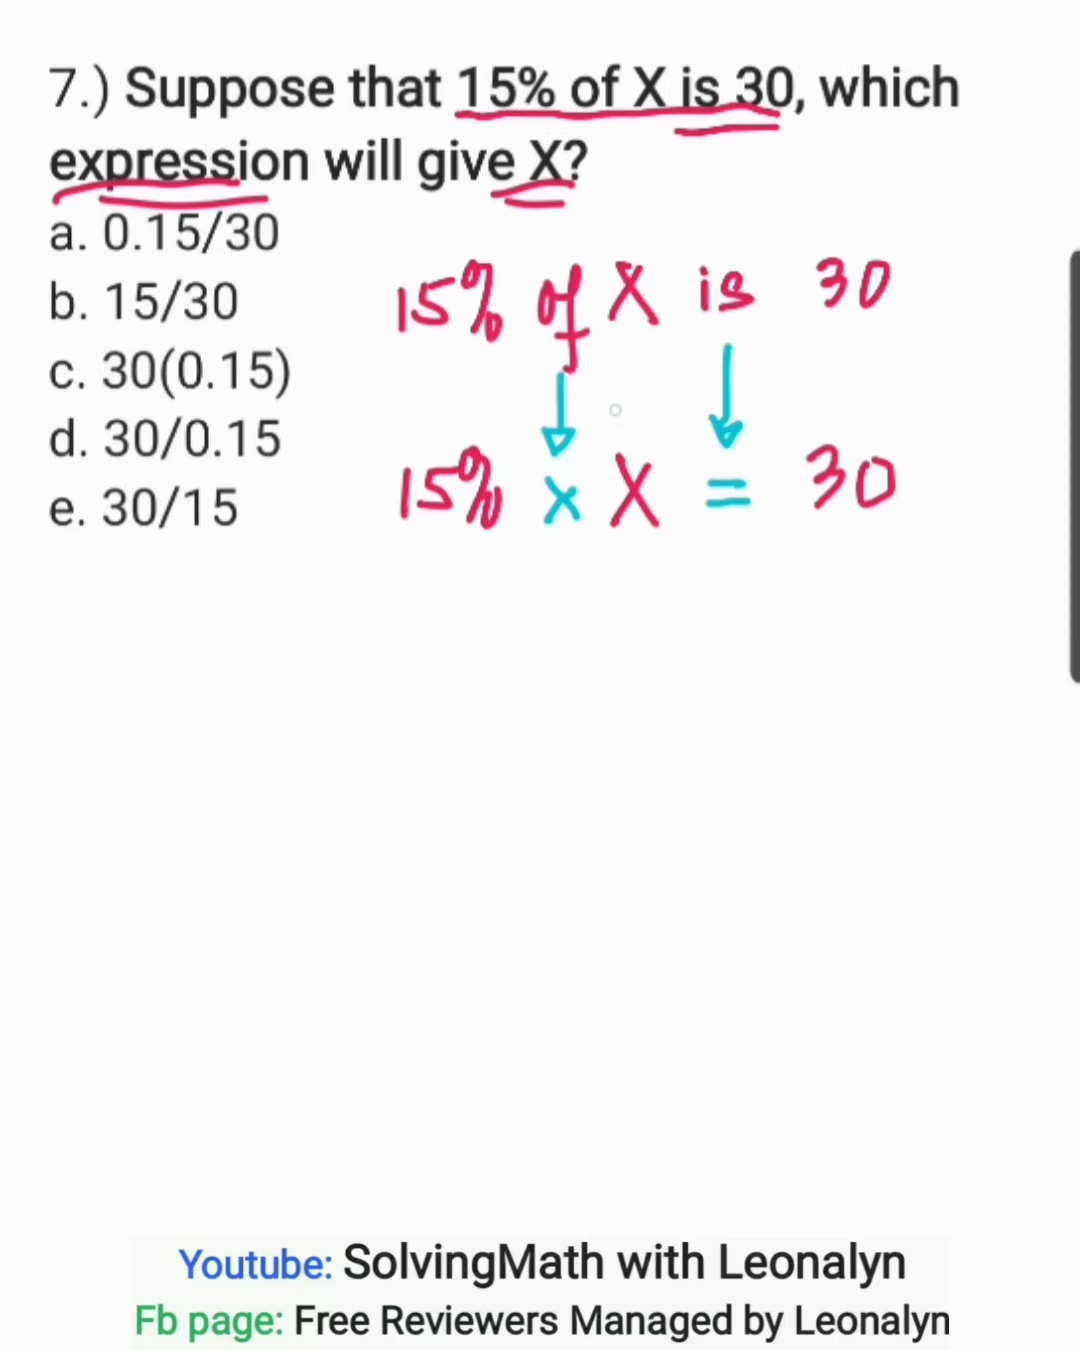 7.) Suppose that 15% of X is 30, which
expression will give X?
a. 0.15/30
b. 15/30
c. 30(0.15)
d. 30/0.15
e. 30/15
15% of X is 30
15% x X = 30
Youtube: SolvingMath with Leonalyn
Fb page: Free Reviewers Managed by Leonalyn